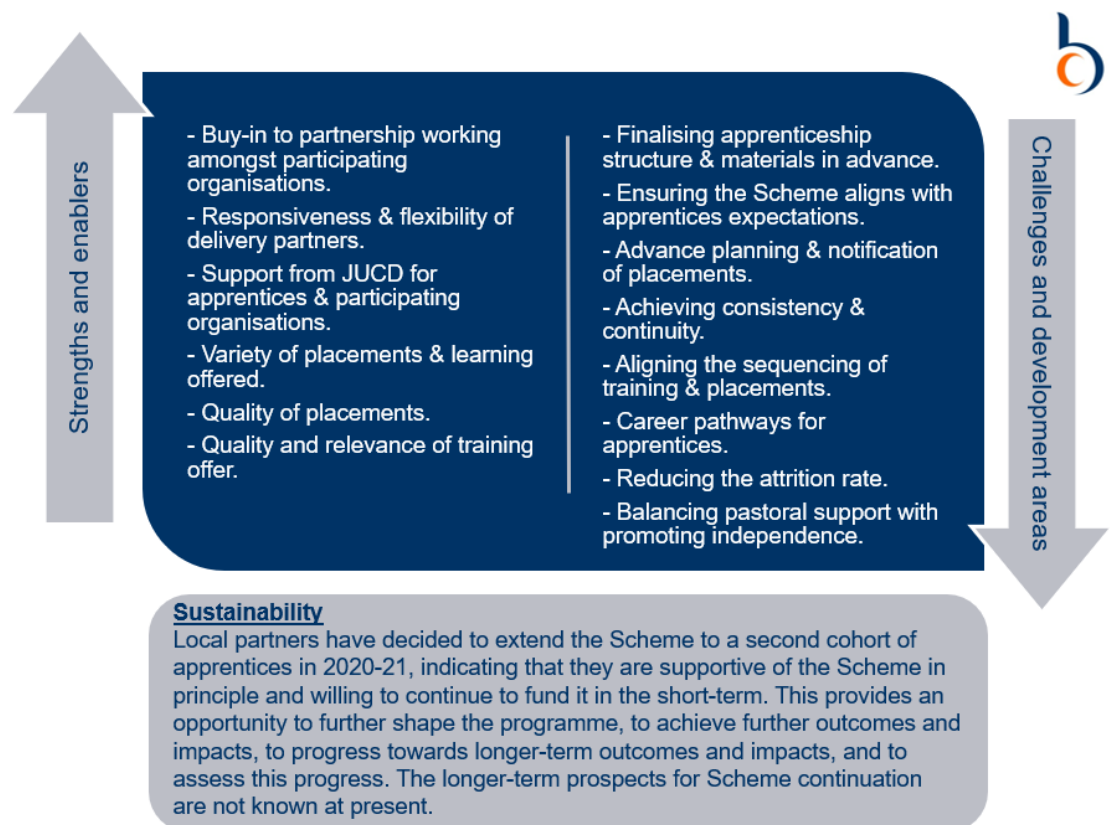 Strengths and enablers
- Buy-in to partnership working
amongst participating
organisations.
- Responsiveness & flexibility of
delivery partners.
- Support from JUCD for
apprentices & participating
organisations.
- Variety of placements & learning
offered.
- Quality of placements.
- Quality and relevance of training
offer.
- Finalising apprenticeship
structure & materials in advance.
- Ensuring the Scheme aligns with
apprentices expectations.
- Advance planning & notification
of placements.
- Achieving consistency &
continuity.
- Aligning the sequencing of
training & placements.
- Career pathways for
apprentices.
- Reducing the attrition rate.
- Balancing pastoral support with
promoting independence.
Challenges and development areas
Sustainability
Local partners have decided to extend the Scheme to a second cohort of
apprentices in 2020-21, indicating that they are supportive of the Scheme in
principle and willing to continue to fund it in the short-term. This provides an
opportunity to further shape the programme, to achieve further outcomes and
impacts, to progress towards longer-term outcomes and impacts, and to
assess this progress. The longer-term prospects for Scheme continuation
are not known at present.